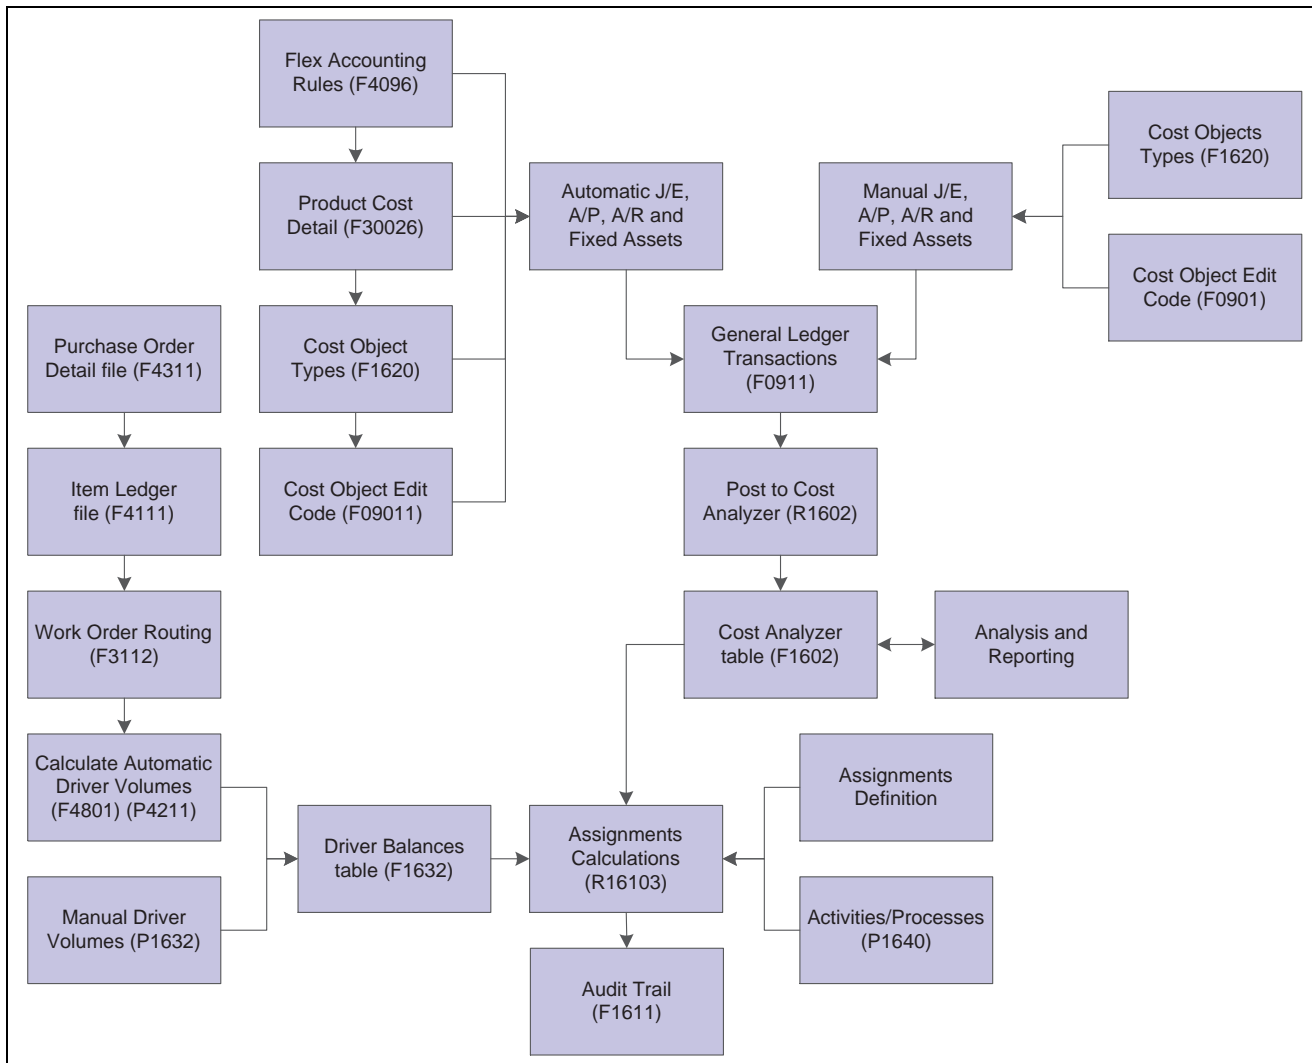 Flex Accounting
Rules (F4096)
Cost Objects
Types (F1620)
Product Cost
Detail (F30026)
Automatic J/E,
A/P, A/R and
Fixed Assets
Manual J/E,
A/P, A/R and
Fixed Assets
Cost Object Edit
Code (F0901)
Purchase Order
Detail file (F4311)
Cost Object
Types (F1620)
General Ledger
Transactions
(F0911)
Item Ledger
file (F4111)
Cost Object Edit
Code (F09011)
Post to Cost
Analyzer (R1602)
Work Order Routing
(F3112)
Cost Analyzer
table (F1602)
Analysis and
Reporting
Calculate Automatic
Driver Volumes
(F4801) (P4211)
Assignments
Definition
Driver Balances
table (F1632)
Assignments
Calculations
(R16103)
Manual Driver
Volumes (P1632)
Activities/Processes
(P1640)
Audit Trail
(F1611)